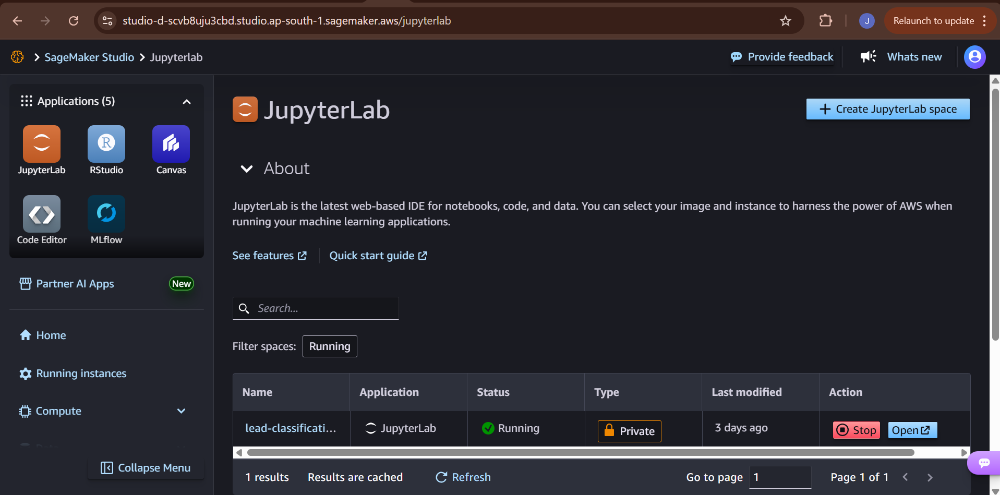 studio-d-scvb8uju3cbd.studio.ap-south-1.sagemaker.aws/jupyterlab
J
Relaunch to update
SageMaker Studio
Jupyterlab
Provide feedback
Whats new
Applications (5)
JupyterLab
R
RStudio
Canvas
Code Editor
MLflow
Partner AI Apps
New
Home
Running instances
Compute
Collapse Menu
JupyterLab
Create JupyterLab space
About
JupyterLab is the latest web-based IDE for notebooks, code, and data. You can select your image and instance to harness the power of AWS when
running your machine learning applications.
See features
Quick start guide
Search...
Filter spaces: Running
Name Application Status Type Last modified Action
lead-classificati... JupyterLab Running Private 3 days ago Stop Open
1 results Results are cached Refresh Go to page 1 Page 1 of 1